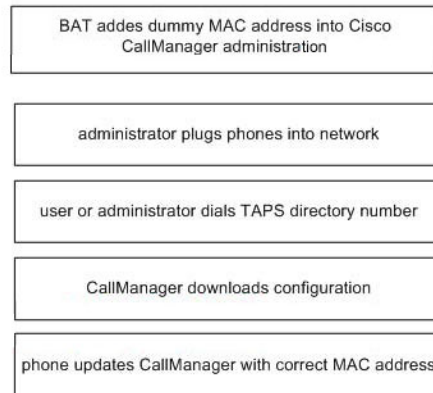 BAT addes dummy MAC address into Cisco
CallManager administration
administrator plugs phones into network
user or administrator dials TAPS directory number
CallManager downloads configuration
phone updates CallManager with correct MAC address